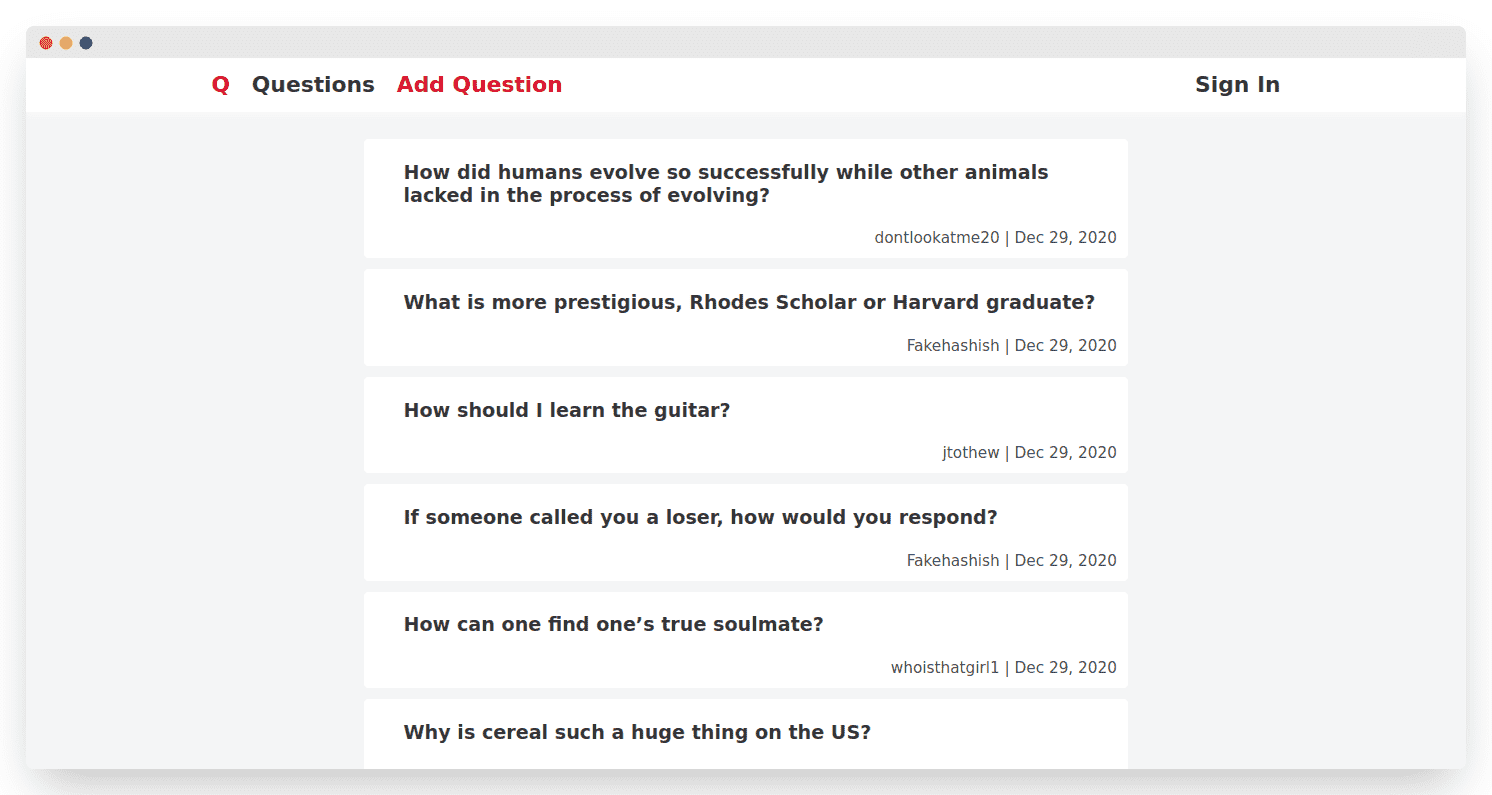 Q Questions Add Question Sign In
How did humans evolve so successfully while other animals
lacked in the process of evolving?
dontlookatme20 | Dec 29, 2020
What is more prestigious, Rhodes Scholar or Harvard graduate?
Fakehashish | Dec 29, 2020
How should I learn the guitar?
jtothew | Dec 29, 2020
If someone called you a loser, how would you respond?
Fakehashish | Dec 29, 2020
How can one find one’s true soulmate?
whoisthatgirl1 | Dec 29, 2020
Why is cereal such a huge thing on the US?